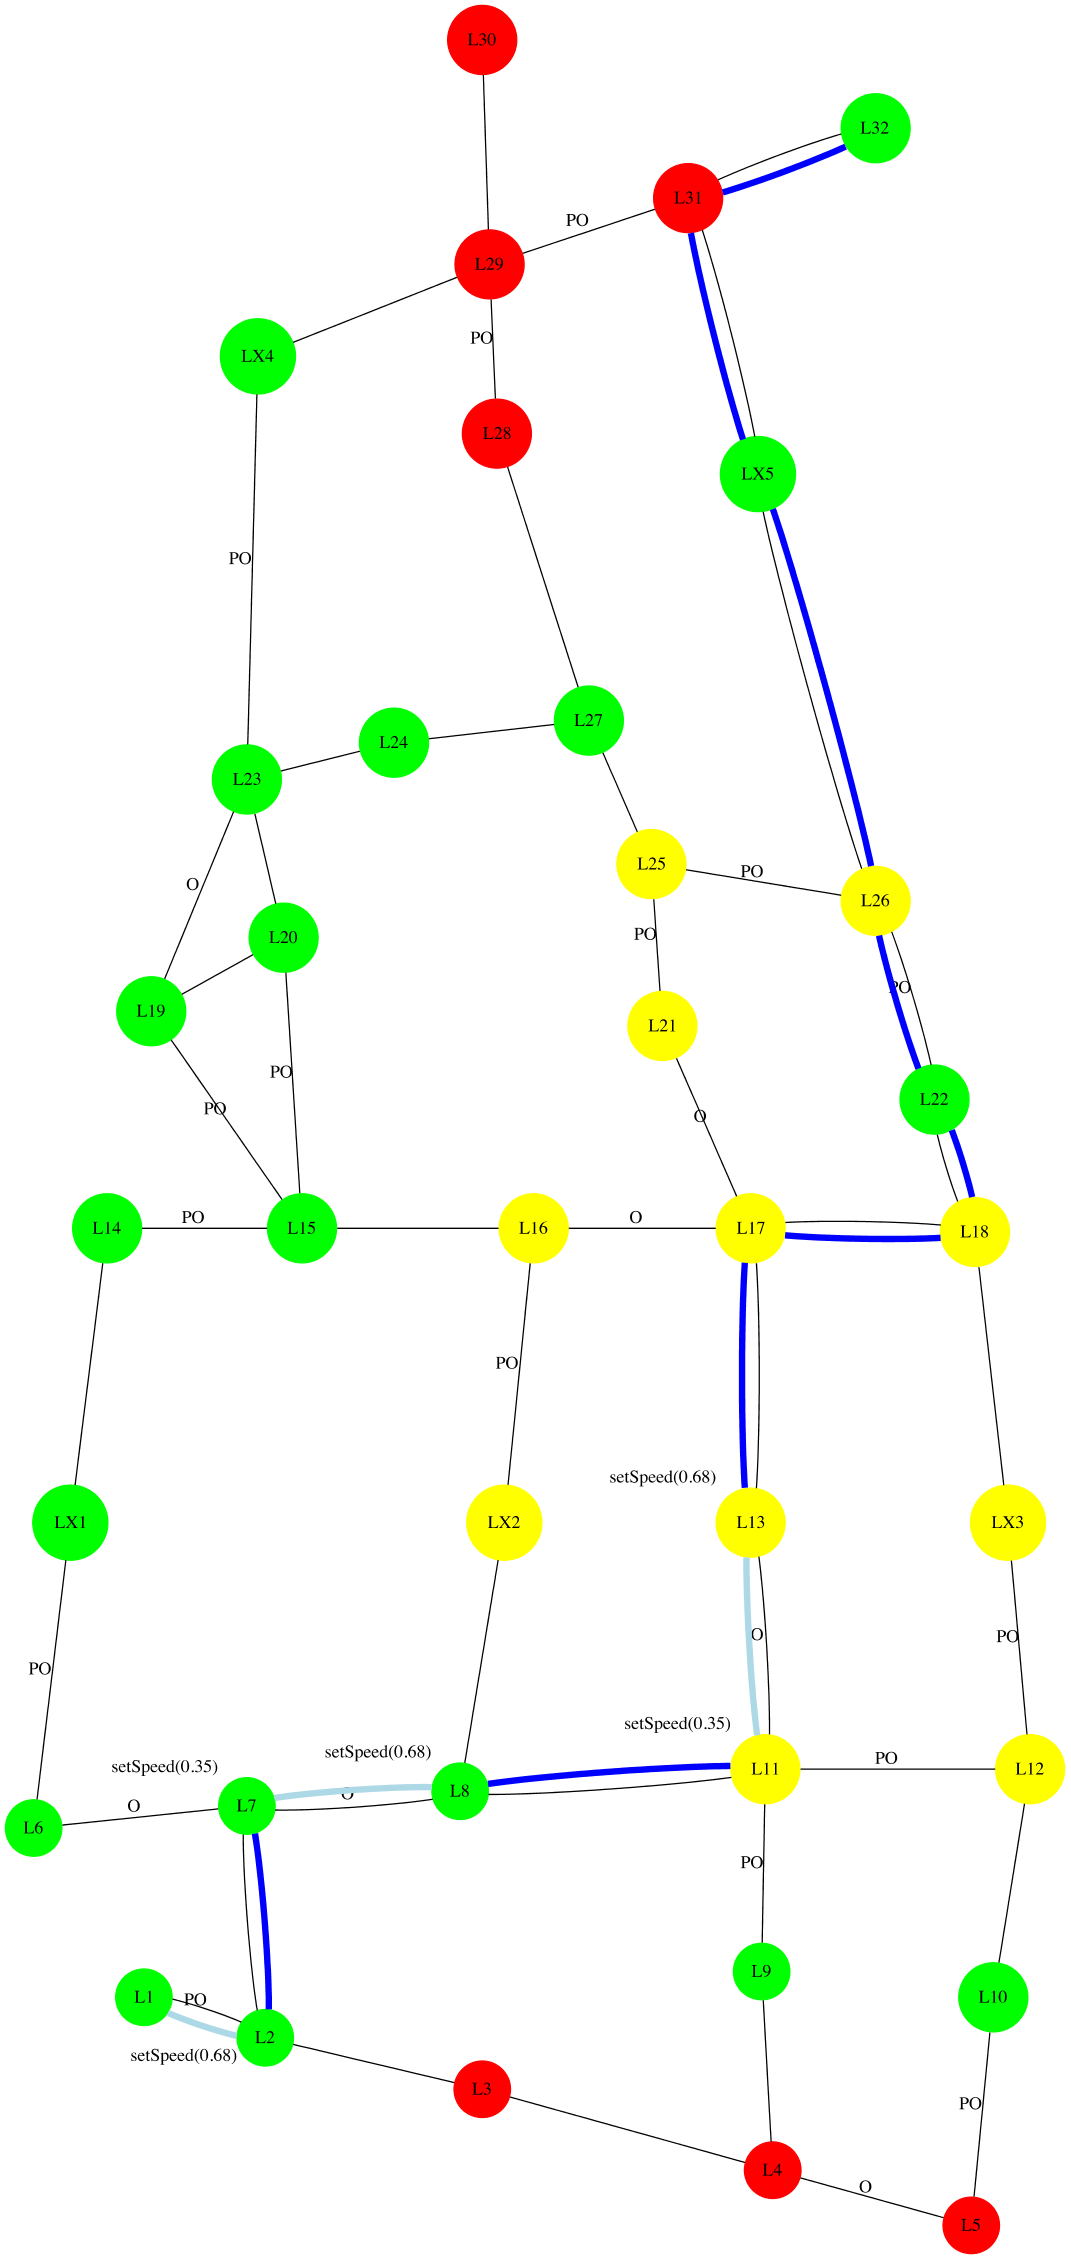 L30
L32
L31
PO
L29
PO
LX4
L28
LX5
PO
L27
L24
L23
L25
PO
O
L26
PO
L20
PO
L19
L21
PO
L22
PO
O
PO
L14
L15
L16
O
L17
L18
PO
setSpeed(0.68)
LX1
LX2
L13
LX3
O
PO
PO
setSpeed(0.35)
setSpeed(0.68)
PO
setSpeed(0.35)
L11
L12
L8
O
O
L7
L6
PO
L9
L1
PO
L10
L2
setSpeed(0.68)
L3
PO
L4
O
L5